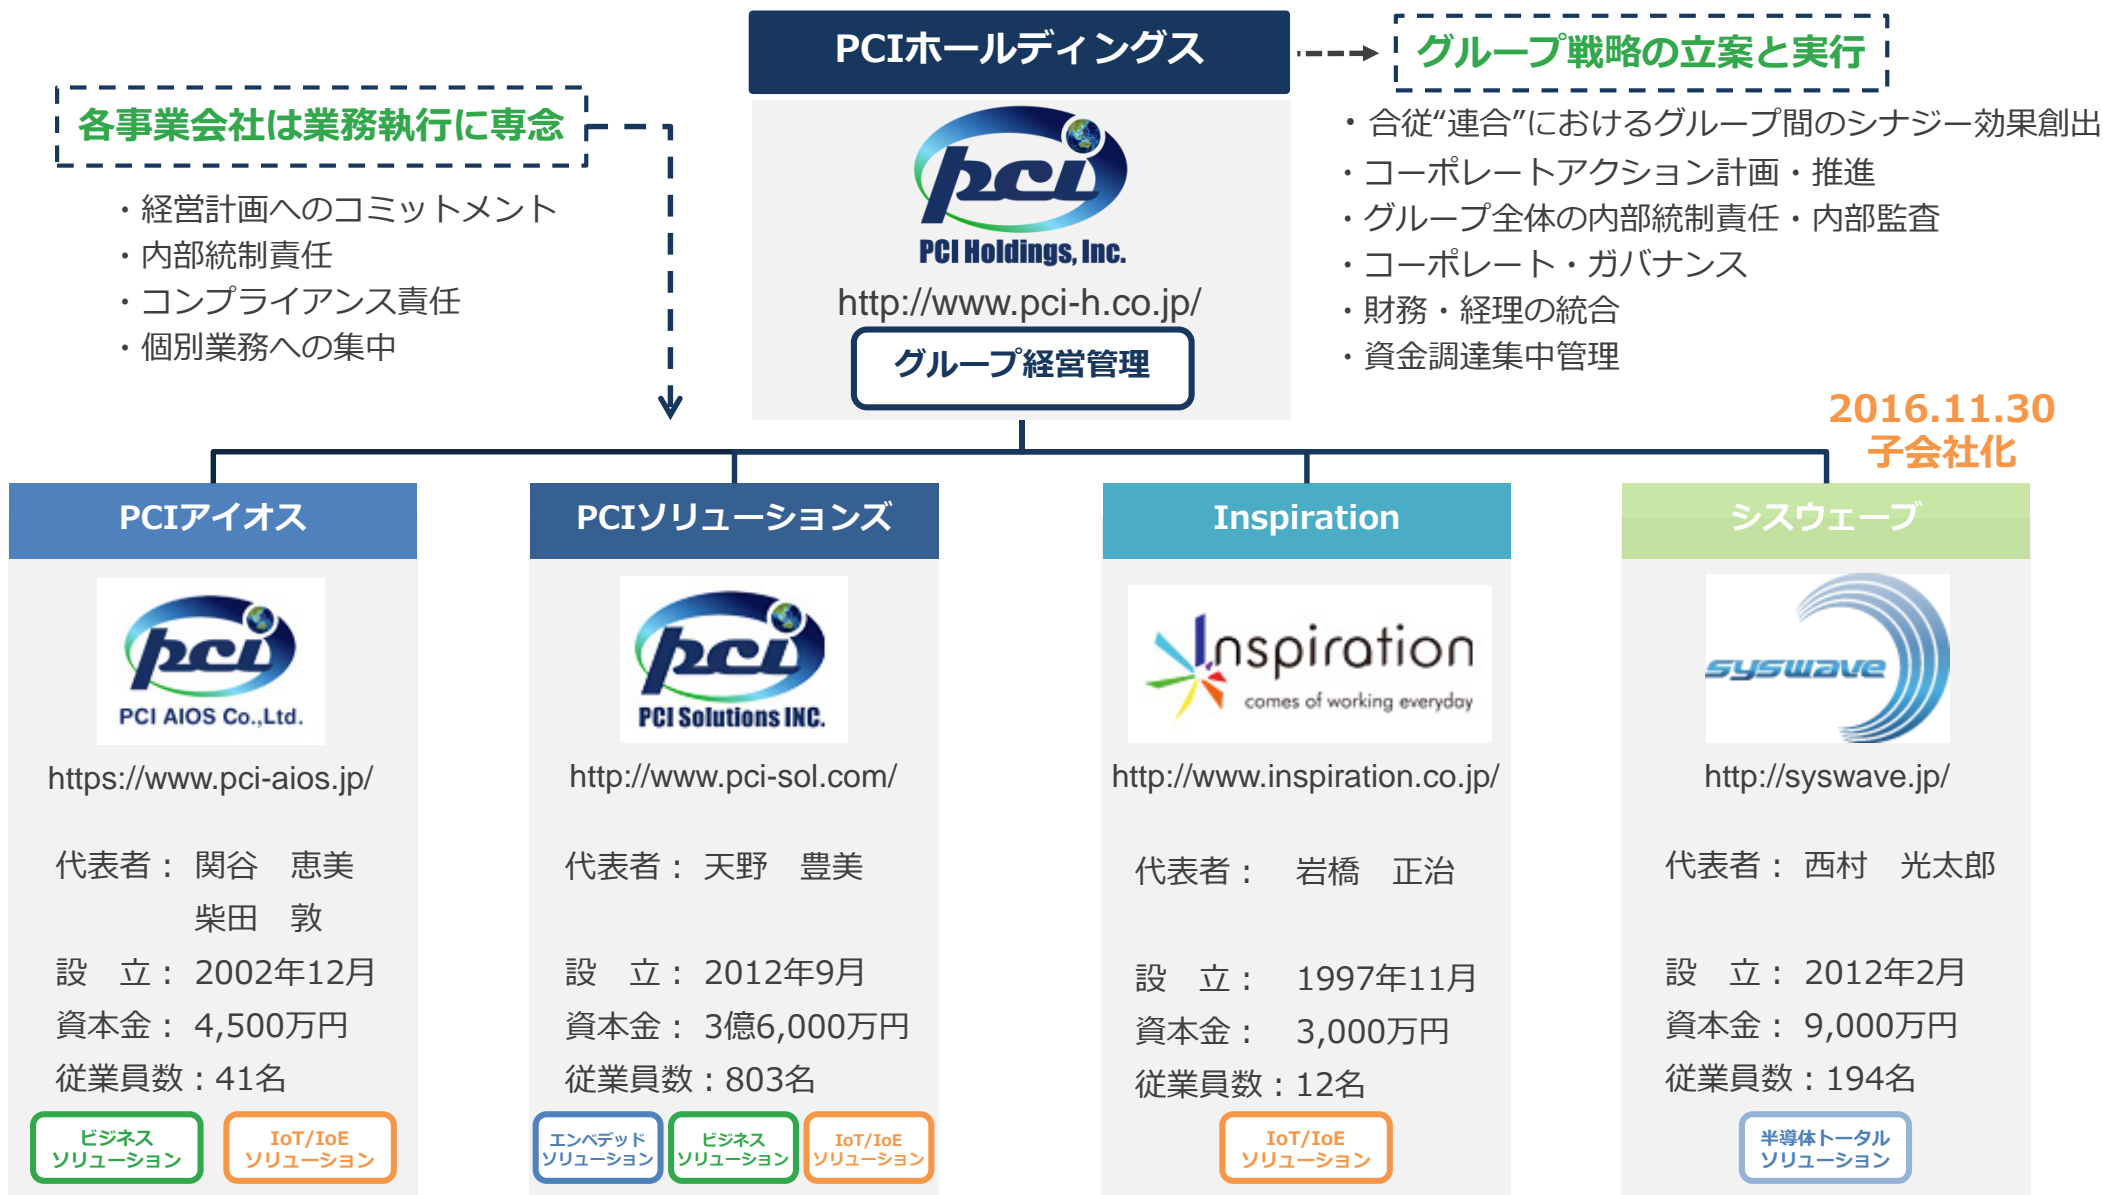 PCIホールディングス
pci
PCI Holdings, Inc.
http://www.pci-h.co.jp/
グループ経営管理
グループ戦略の立案と実行
・合従“連合”におけるグループ間のシナジー効果創出
・コーポレートアクション計画・推進
・グループ全体の内部統制責任・内部監査
・コーポレート・ガバナンス
・財務・経理の統合
・資金調達集中管理
各事業会社は業務執行に専念
・経営計画へのコミットメント
・内部統制責任
・コンプライアンス責任
・個別業務への集中
2016.11.30
子会社化
PCIアイオス
pci
PCI AIOS Co.,Ltd.
https://www.pci-aios.jp/
代表者： 関谷　恵美
柴田　敦
設　立： 2002年12月
資本金： 4,500万円
従業員数：41名
ビジネス
ソリューション
IoT/IoE
ソリューション
PCIソリューションズ
pci
PCI Solutions INC.
http://www.pci-sol.com/
代表者： 天野　豊美
設　立： 2012年9月
資本金： 3億6,000万円
従業員数：803名
エンベデッド
ソリューション
ビジネス
ソリューション
IoT/IoE
ソリューション
Inspiration
Inspiration
comes of working everyday
http://www.inspiration.co.jp/
代表者：　岩橋　正治
設　立：　1997年11月
資本金：　3,000万円
従業員数：12名
IoT/IoE
ソリューション
シスウェーブ
syswave
http://syswave.jp/
代表者： 西村　光太郎
設　立： 2012年2月
資本金： 9,000万円
従業員数：194名
半導体トータル
ソリューション